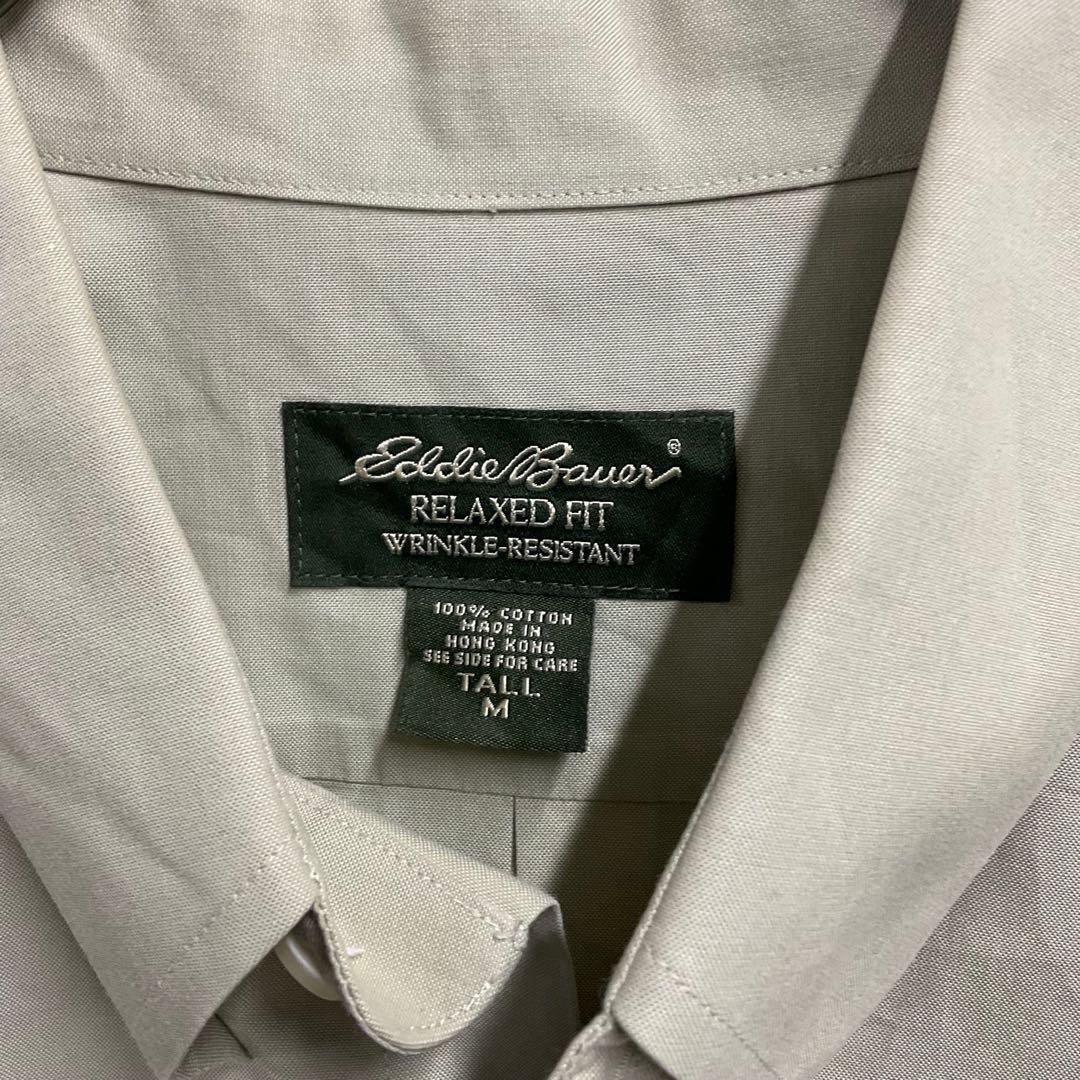 Eddie Bauer®
RELAXED FIT
WRINKLE-RESISTANT
100% COTTON
MADE IN
HONG KONG
SEE SIDE FOR CARE
TALL
M